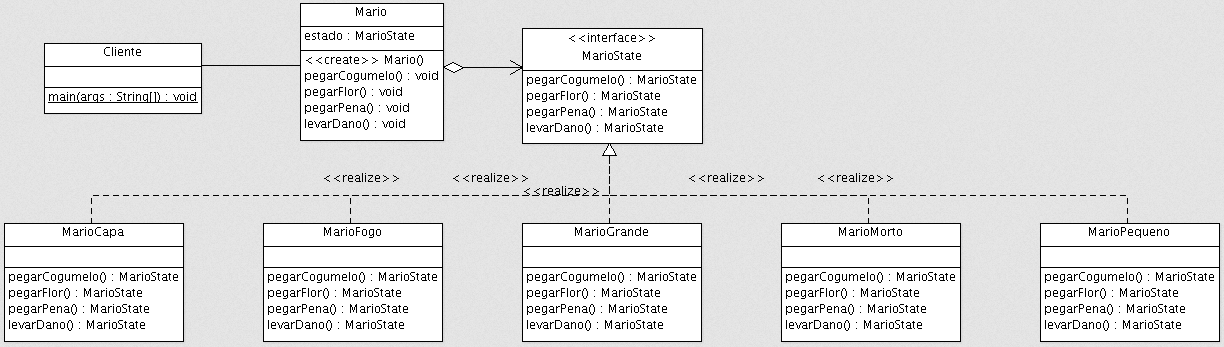 Cliente
main(args : String[]) : void
Mario
estado : MarioState
<<create>> Mario()
pegarCogumelo() : void
pegarFlor() : void
pegarPena() : void
levarDano() : void
<<interface>>
MarioState
pegarCogumelo() : MarioState
pegarFlor() : MarioState
pegarPena() : MarioState
levarDano() : MarioState
<<realize>>
<<realize>>
<<realize>>
<<realize>>
<<realize>>
MarioCapa
pegarCogumelo() : MarioState
pegarFlor() : MarioState
pegarPena() : MarioState
levarDano() : MarioState
MarioFogo
pegarCogumelo() : MarioState
pegarFlor() : MarioState
pegarPena() : MarioState
levarDano() : MarioState
MarioGrande
pegarCogumelo() : MarioState
pegarFlor() : MarioState
pegarPena() : MarioState
levarDano() : MarioState
MarioMorto
pegarCogumelo() : MarioState
pegarFlor() : MarioState
pegarPena() : MarioState
levarDano() : MarioState
MarioPequeno
pegarCogumelo() : MarioState
pegarFlor() : MarioState
pegarPena() : MarioState
levarDano() : MarioState